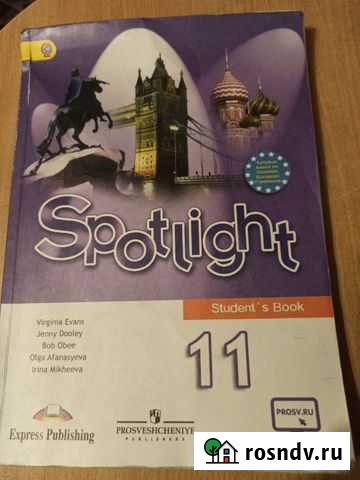 Spotlight
Student's Book
Virginia Evans
Jenny Dooley
Bob Obee
Olga Afanasyeva
Irina Mikheeva
11
PROSV.RU
Express Publishing
PROSVESHCHENIYE
PUBLISHERS
rosndv.ru